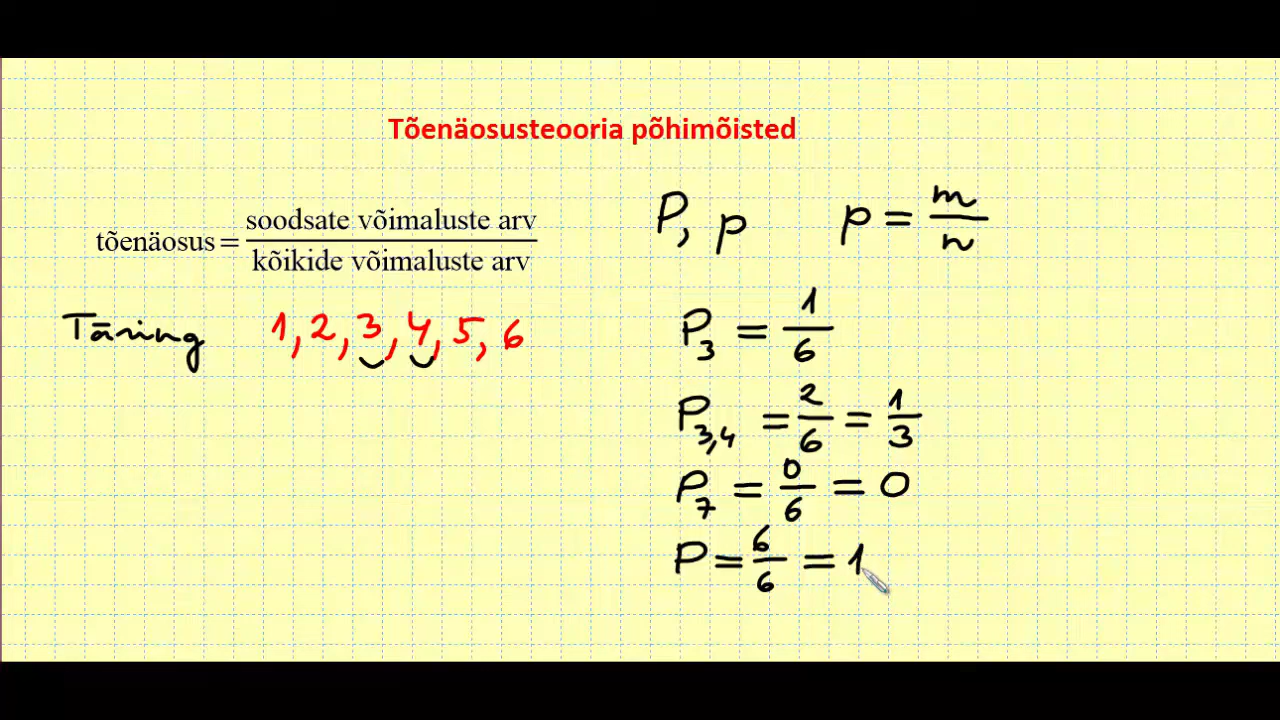 Tõenäosusteooria põhimõisted
tõenäosus = soodsate võimaluste arv / kõikide võimaluste arv
P, p p = m/n
Täring 1, 2, 3, 4, 5, 6
P₃ = 1/6
P₃,₄ = 2/6 = 1/3
P₇ = 0/6 = 0
P = 6/6 = 1